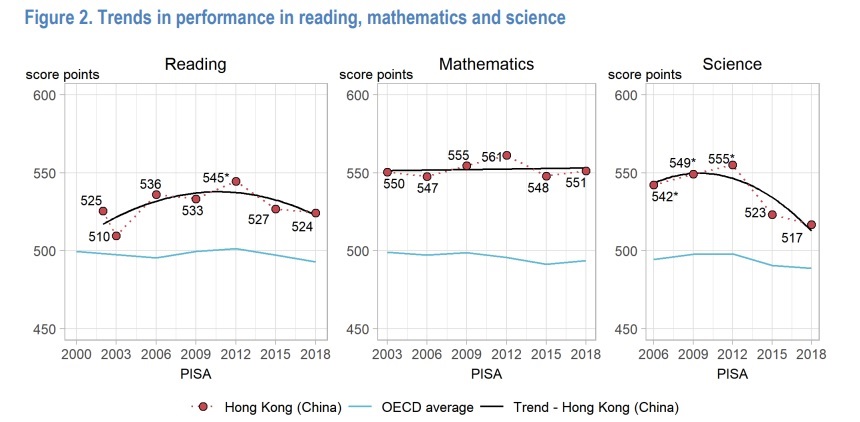 Figure 2. Trends in performance in reading, mathematics and science
Reading
score points
600
550
500
450
525
510
536
533
545*
527
524
2000 2003 2006 2009 2012 2015 2018
PISA
Mathematics
score points
600
550
500
450
550
547
555
561
548
551
2003 2006 2009 2012 2015 2018
PISA
Science
score points
600
550
500
450
542*
549*
555*
523
517
2006 2009 2012 2015 2018
PISA
Hong Kong (China) OECD average Trend - Hong Kong (China)